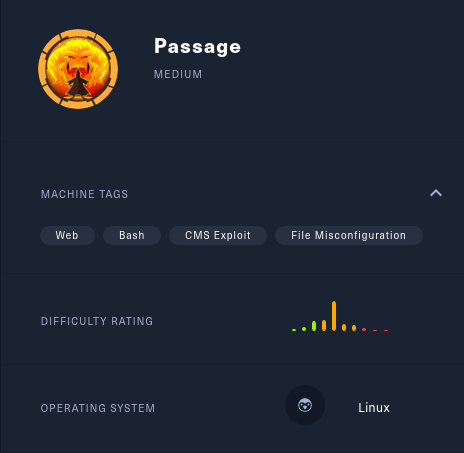 Passage
MEDIUM
MACHINE TAGS
Web Bash CMS Exploit File Misconfiguration
DIFFICULTY RATING
OPERATING SYSTEM Linux